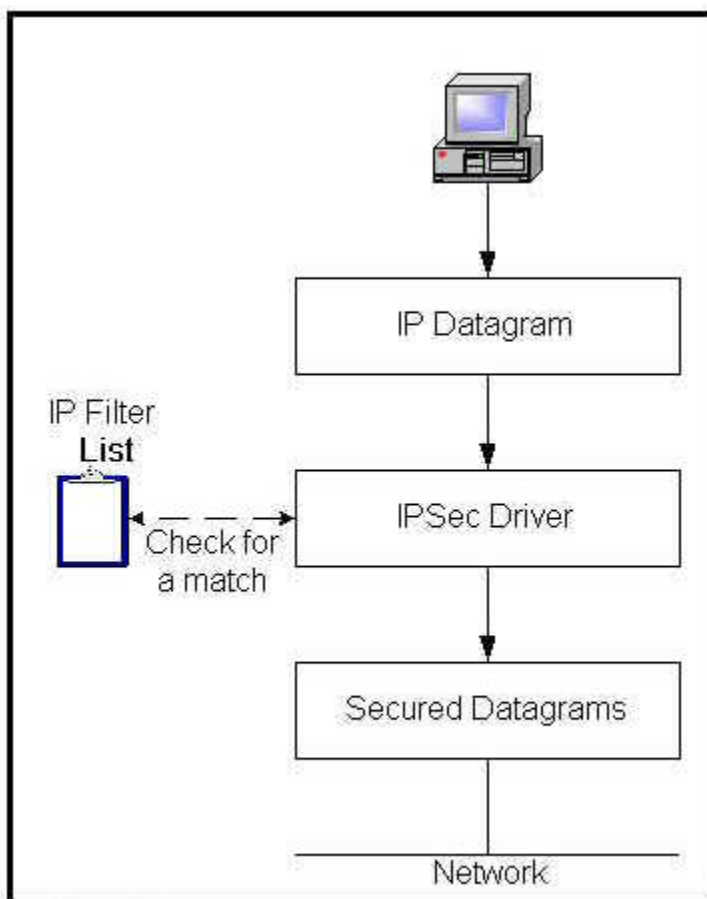 IP Datagram
IP Filter
List
IPSec Driver
Check for
a match
Secured Datagrams
Network